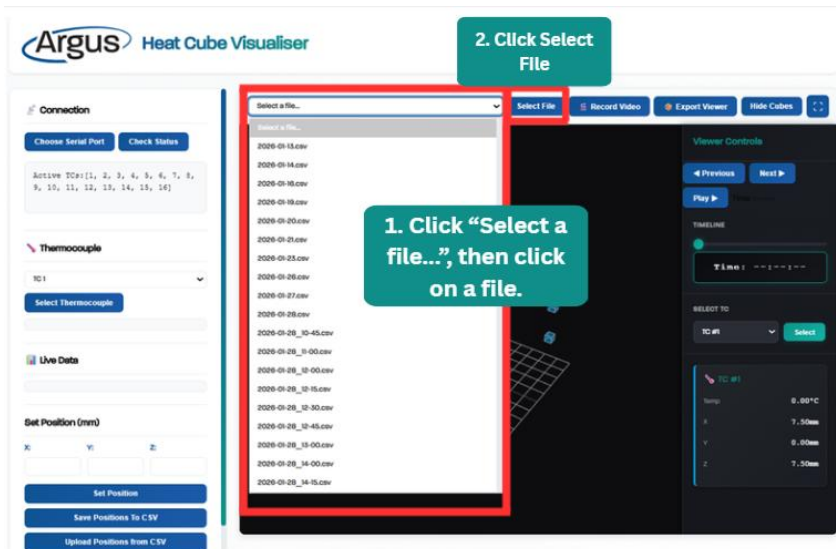 Argus Heat Cube Visualiser
2. Click Select
File
Connection
Choose Serial Port
Check Status
Active TCs:[1, 2, 3, 4, 5, 6, 7, 8,
9, 10, 11, 12, 13, 14, 15, 16]
Thermocouple
TC 1
Select Thermocouple
Live Data
Set Position (mm)
X:
Y:
Z:
Set Position
Save Positions To CSV
Upload Positions from CSV
Select a file...
Select File
Record Video
Export Viewer
Hide Cubes
Select a file...
2026-01-13.csv
2026-01-14.csv
2026-01-16.csv
2026-01-19.csv
2026-01-20.csv
2026-01-21.csv
2026-01-23.csv
2026-01-26.csv
2026-01-27.csv
2026-01-28.csv
2026-01-28_10-45.csv
2026-01-28_11-00.csv
2026-01-28_12-00.csv
2026-01-28_12-15.csv
2026-01-28_12-30.csv
2026-01-28_12-45.csv
2026-01-28_13-00.csv
2026-01-28_14-00.csv
2026-01-28_14-15.csv
1. Click “Select a
file...”, then click
on a file.
Viewer Controls
◀ Previous
Next ▶
Play ▶
TIMELINE
Time: --:--:--
SELECT TC
TC #1
Select
TC #1
Temp: 0.00°C
X 7.50mm
Y 0.00mm
Z 7.50mm